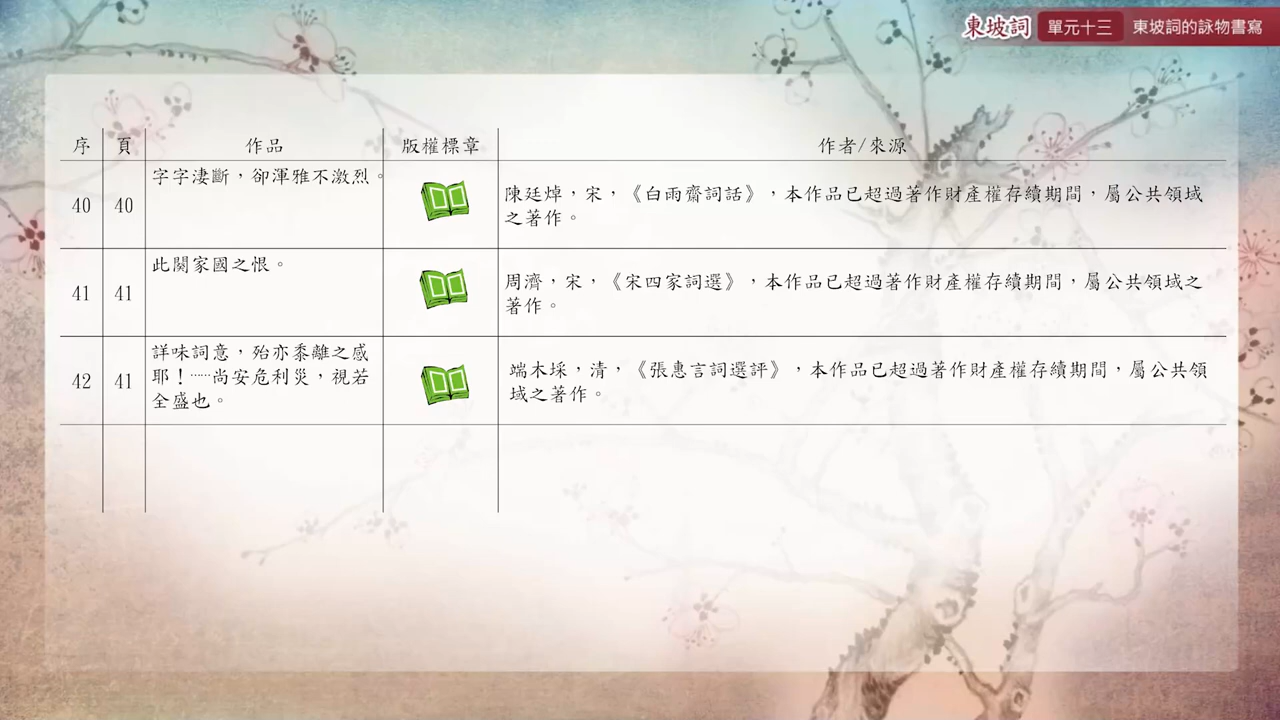 東坡詞 單元十三 東坡詞的詠物書寫
序 頁 作品 版權標章 作者/來源
40 40 字字淒斷，卻渾雅不激烈。
陳廷焯，宋，《白雨齋詞話》，本作品已超過著作財產權存續期間，屬公共領域
之著作。
41 41 此關家國之恨。
周濟，宋，《宋四家詞選》，本作品已超過著作財產權存續期間，屬公共領域之
著作。
42 41 詳味詞意，殆亦黍離之感
耶！……尚安危利災，視若
全盛也。
端木埰，清，《張惠言詞選評》，本作品已超過著作財產權存續期間，屬公共領
域之著作。